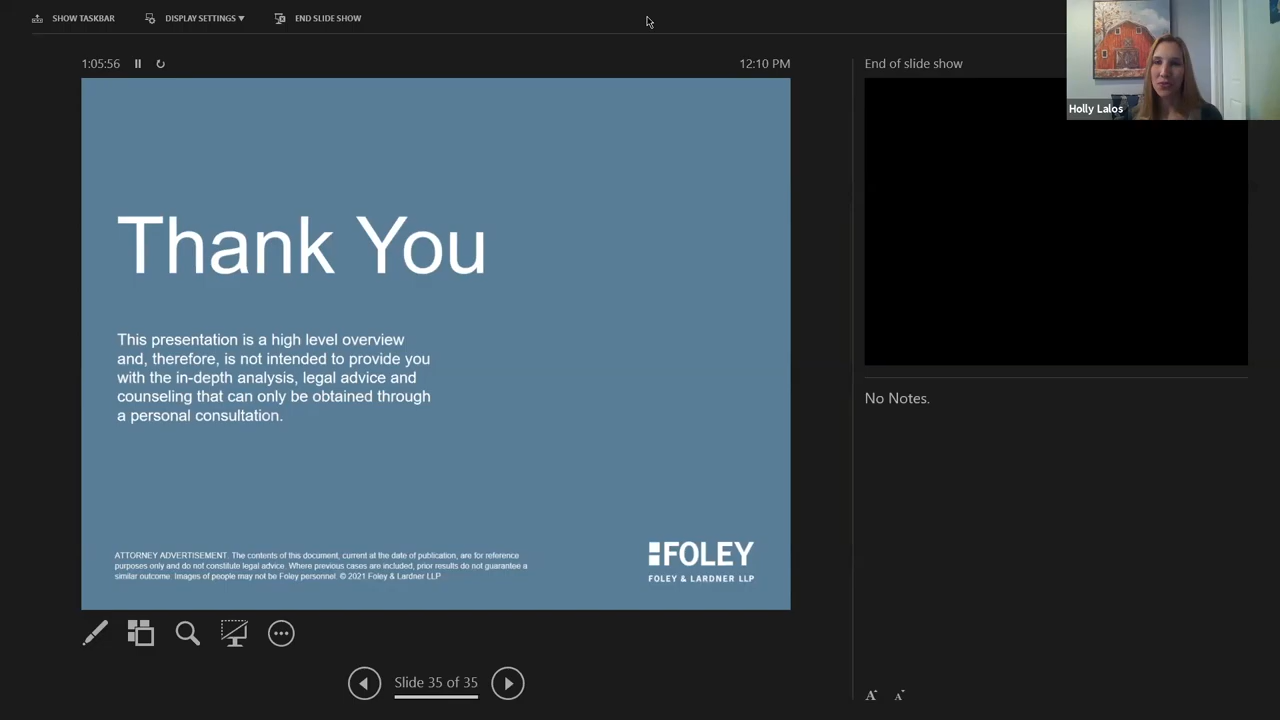 SHOW TASKBAR
DISPLAY SETTINGS ▼
END SLIDE SHOW
1:05:56
12:10 PM
End of slide show
Holly Lalos
Thank You
This presentation is a high level overview
and, therefore, is not intended to provide you
with the in-depth analysis, legal advice and
counseling that can only be obtained through
a personal consultation.
No Notes.
ATTORNEY ADVERTISEMENT. The contents of this document, current at the date of publication, are for reference
purposes only and do not constitute legal advice. Where previous cases are included, prior results do not guarantee a
similar outcome. Images of people may not be Foley personnel. © 2021 Foley & Lardner LLP
FOLEY
FOLEY & LARDNER LLP
Slide 35 of 35
A A